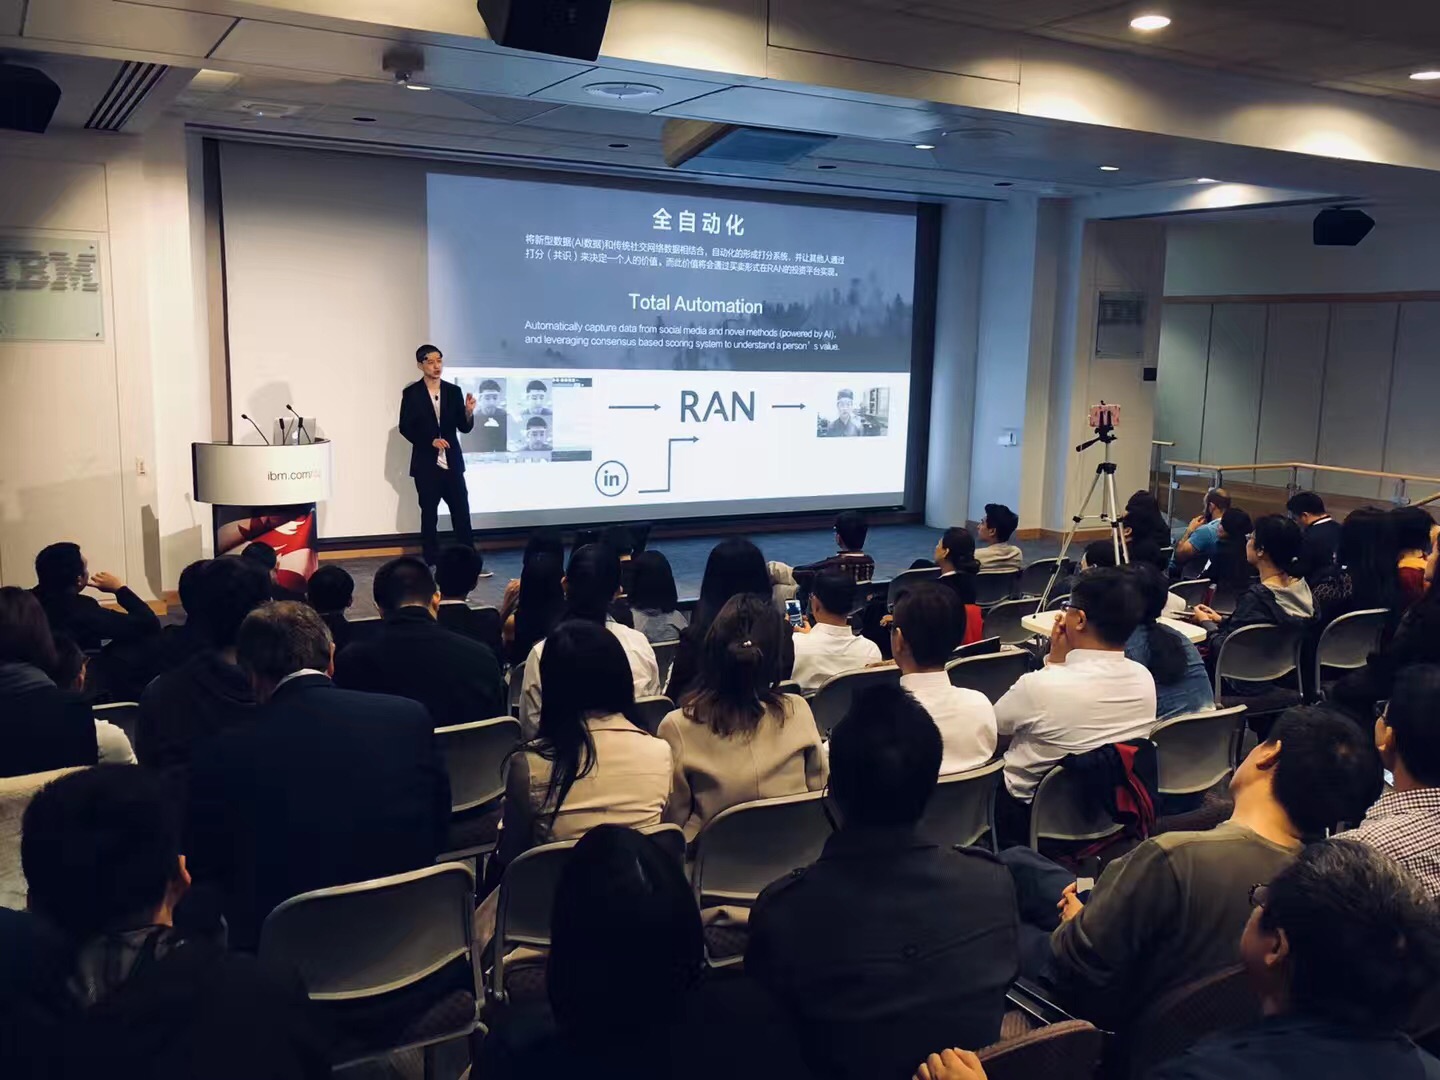 全自动化
将新型数据(AI数据)和传统社交网络数据相结合，自动化的形成打分系统，并让其他人通过
打分（共识）来决定一个人的价值。而此价值将会通过买卖形式在RAN的投资平台实现。
Total Automation
Automatically capture data from social media and novel methods (powered by AI),
and leveraging consensus based scoring system to understand a person's value.
RAN
in
IBM
ibm.com/